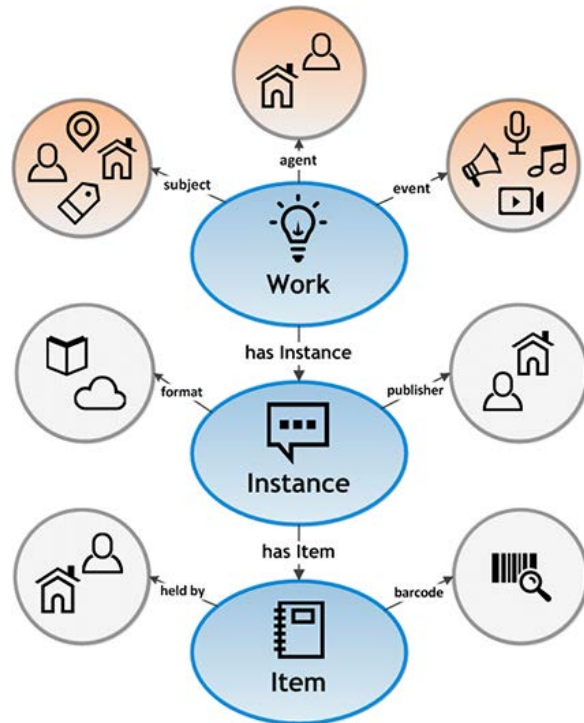 agent
subject
event
Work
has Instance
format
publisher
Instance
has Item
held by
barcode
Item